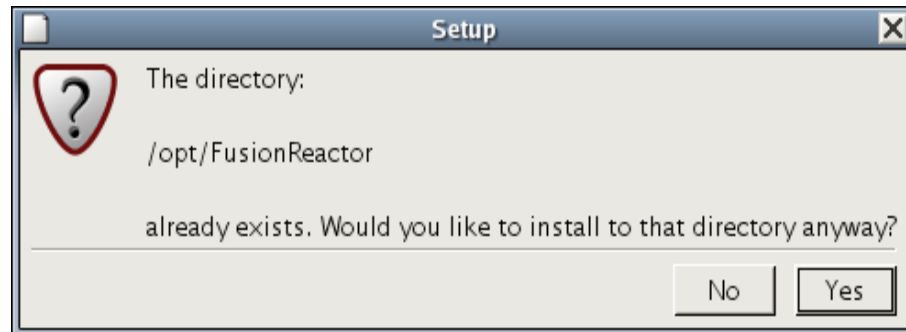 Setup
The directory:
/opt/FusionReactor
already exists. Would you like to install to that directory anyway?
No
Yes